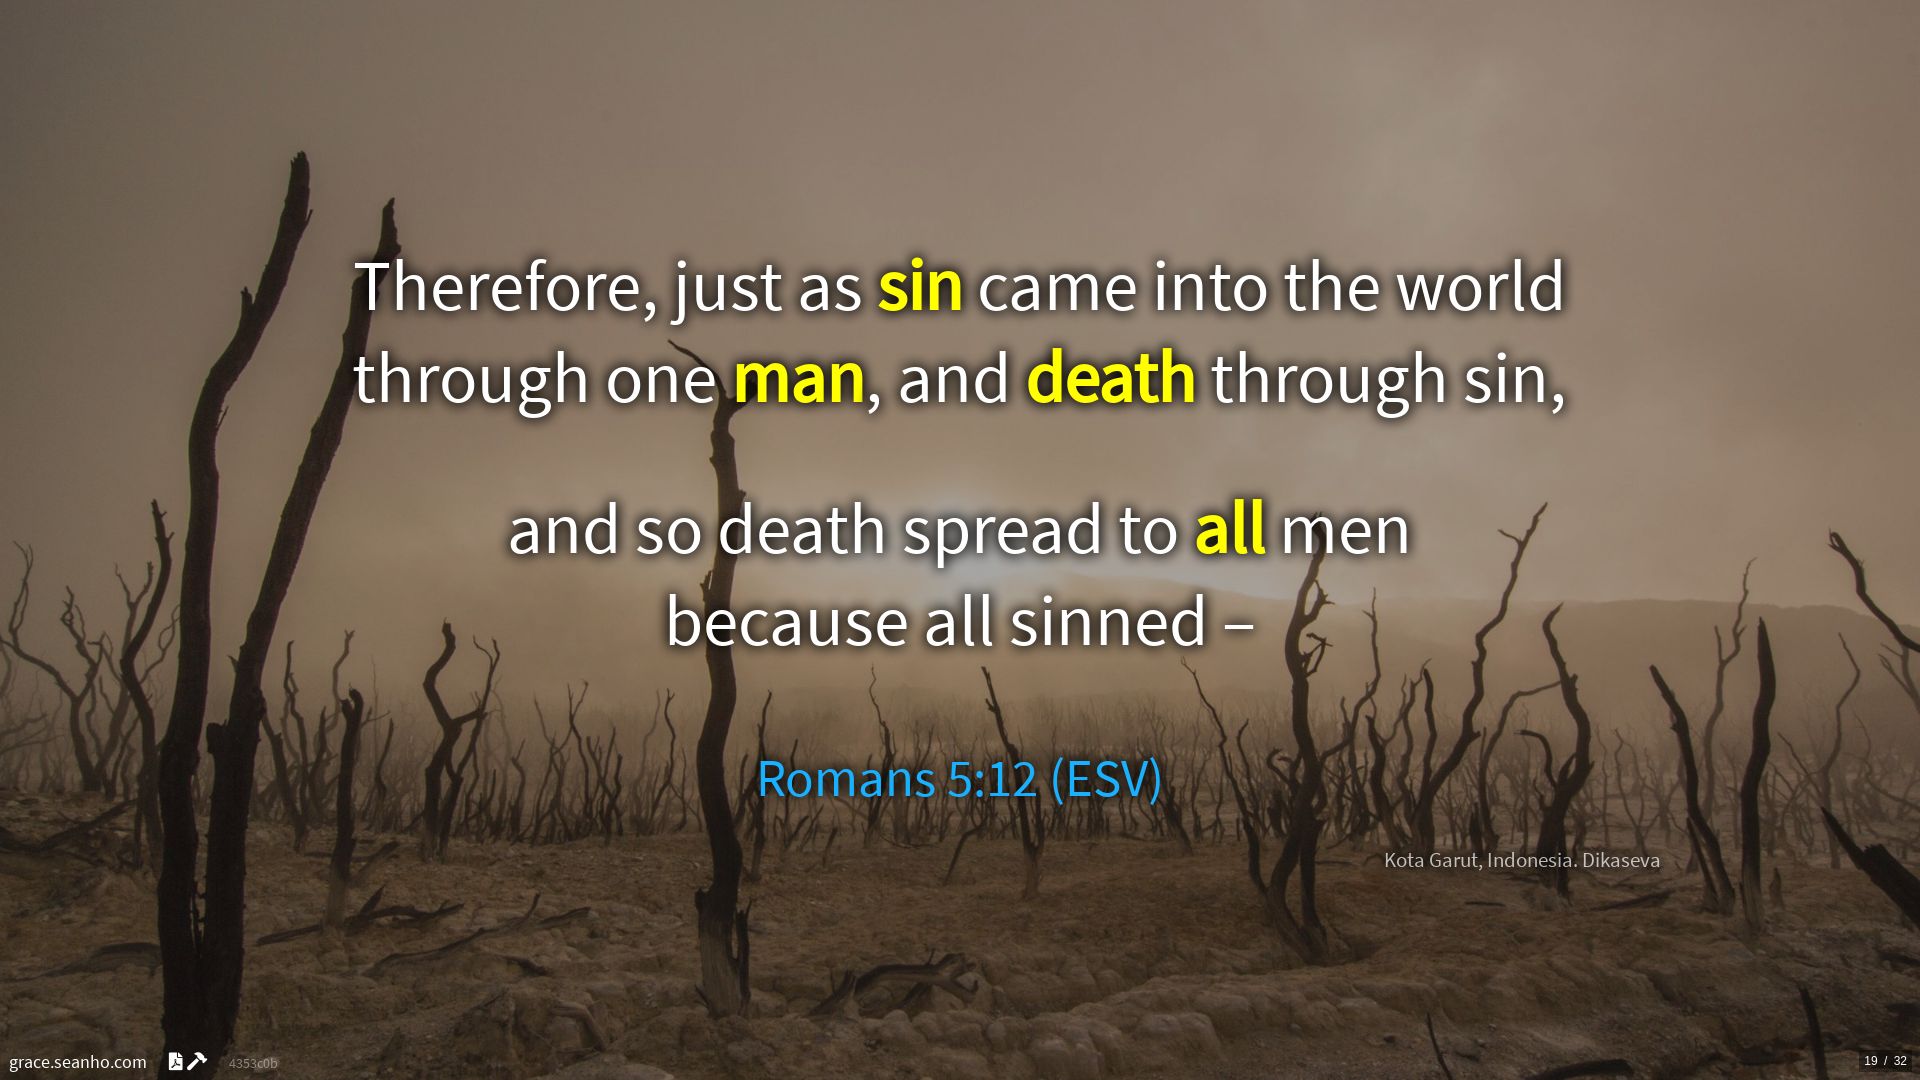 Therefore, just as sin came into the world
through one man, and death through sin,
and so death spread to all men
because all sinned –
Romans 5:12 (ESV)
Kota Garut, Indonesia. Dikaseva
grace.seanho.com
4353c0b
19 / 32